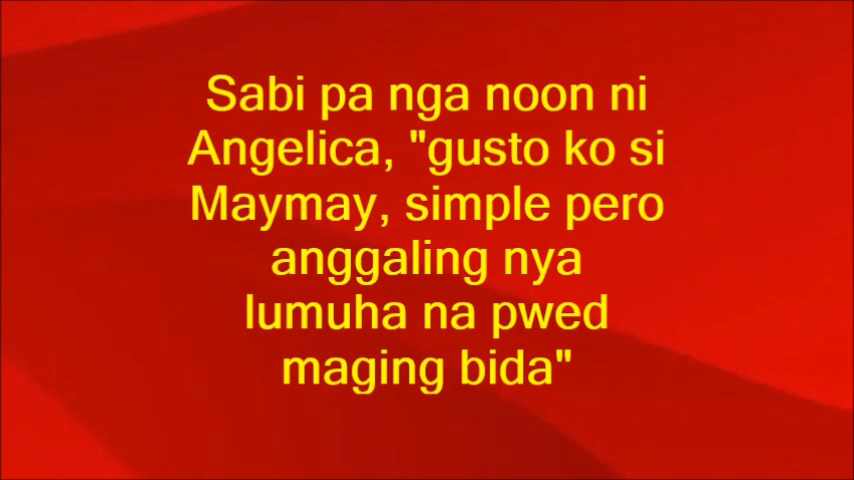 Sabi pa nga noon ni
Angelica, "gusto ko si
Maymay, simple pero
anggaling nya
lumuha na pwed
maging bida"